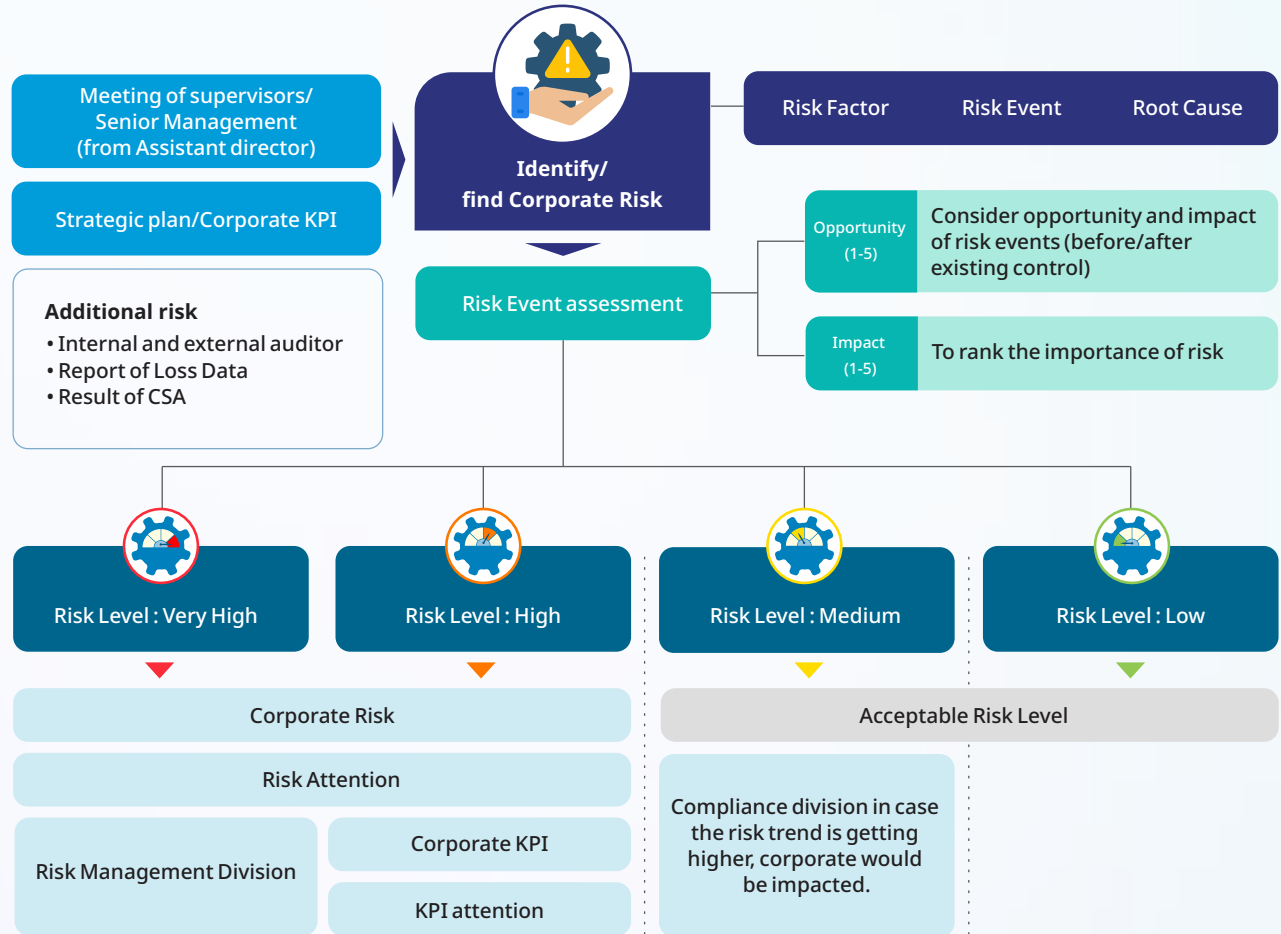 Meeting of supervisors/
Senior Management
(from Assistant director)
Strategic plan/Corporate KPI
Additional risk
• Internal and external auditor
• Report of Loss Data
• Result of CSA
Identify/
find Corporate Risk
Risk Factor Risk Event Root Cause
Risk Event assessment
Opportunity
(1-5)
Consider opportunity and impact
of risk events (before/after
existing control)
Impact
(1-5)
To rank the importance of risk
Risk Level : Very High
Risk Level : High
Risk Level : Medium
Risk Level : Low
Corporate Risk
Acceptable Risk Level
Risk Attention
Risk Management Division
Corporate KPI
KPI attention
Compliance division in case
the risk trend is getting
higher, corporate would
be impacted.